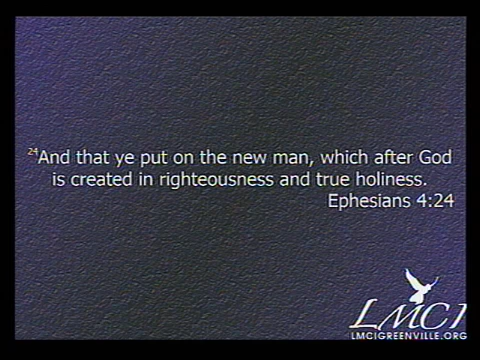 24And that ye put on the new man, which after God
is created in righteousness and true holiness.
Ephesians 4:24
LMCI
LMCIGREENVILLE.ORG